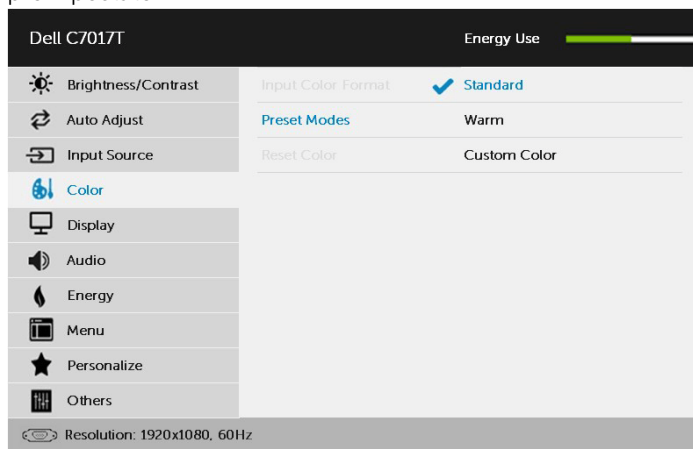 Dell C7017T
Energy Use
Brightness/Contrast
Input Color Format
Standard
Auto Adjust
Preset Modes
Warm
Input Source
Reset Color
Custom Color
Color
Display
Audio
Energy
Menu
Personalize
Others
Resolution: 1920x1080, 60Hz